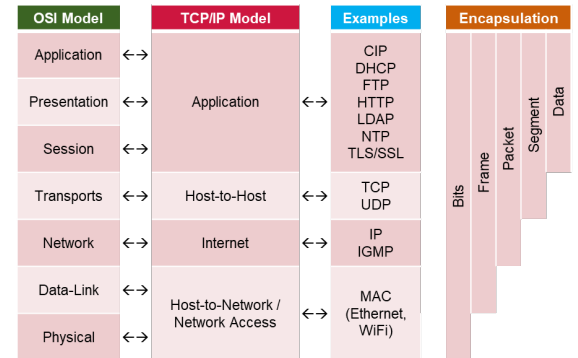 OSI Model
TCP/IP Model
Examples
Encapsulation
Application
Presentation
Session
Transports
Network
Data-Link
Physical
Application
Host-to-Host
Internet
Host-to-Network /
Network Access
CIP
DHCP
FTP
HTTP
LDAP
NTP
TLS/SSL
TCP
UDP
IP
IGMP
MAC
(Ethernet,
WiFi)
Bits
Frame
Packet
Segment
Data